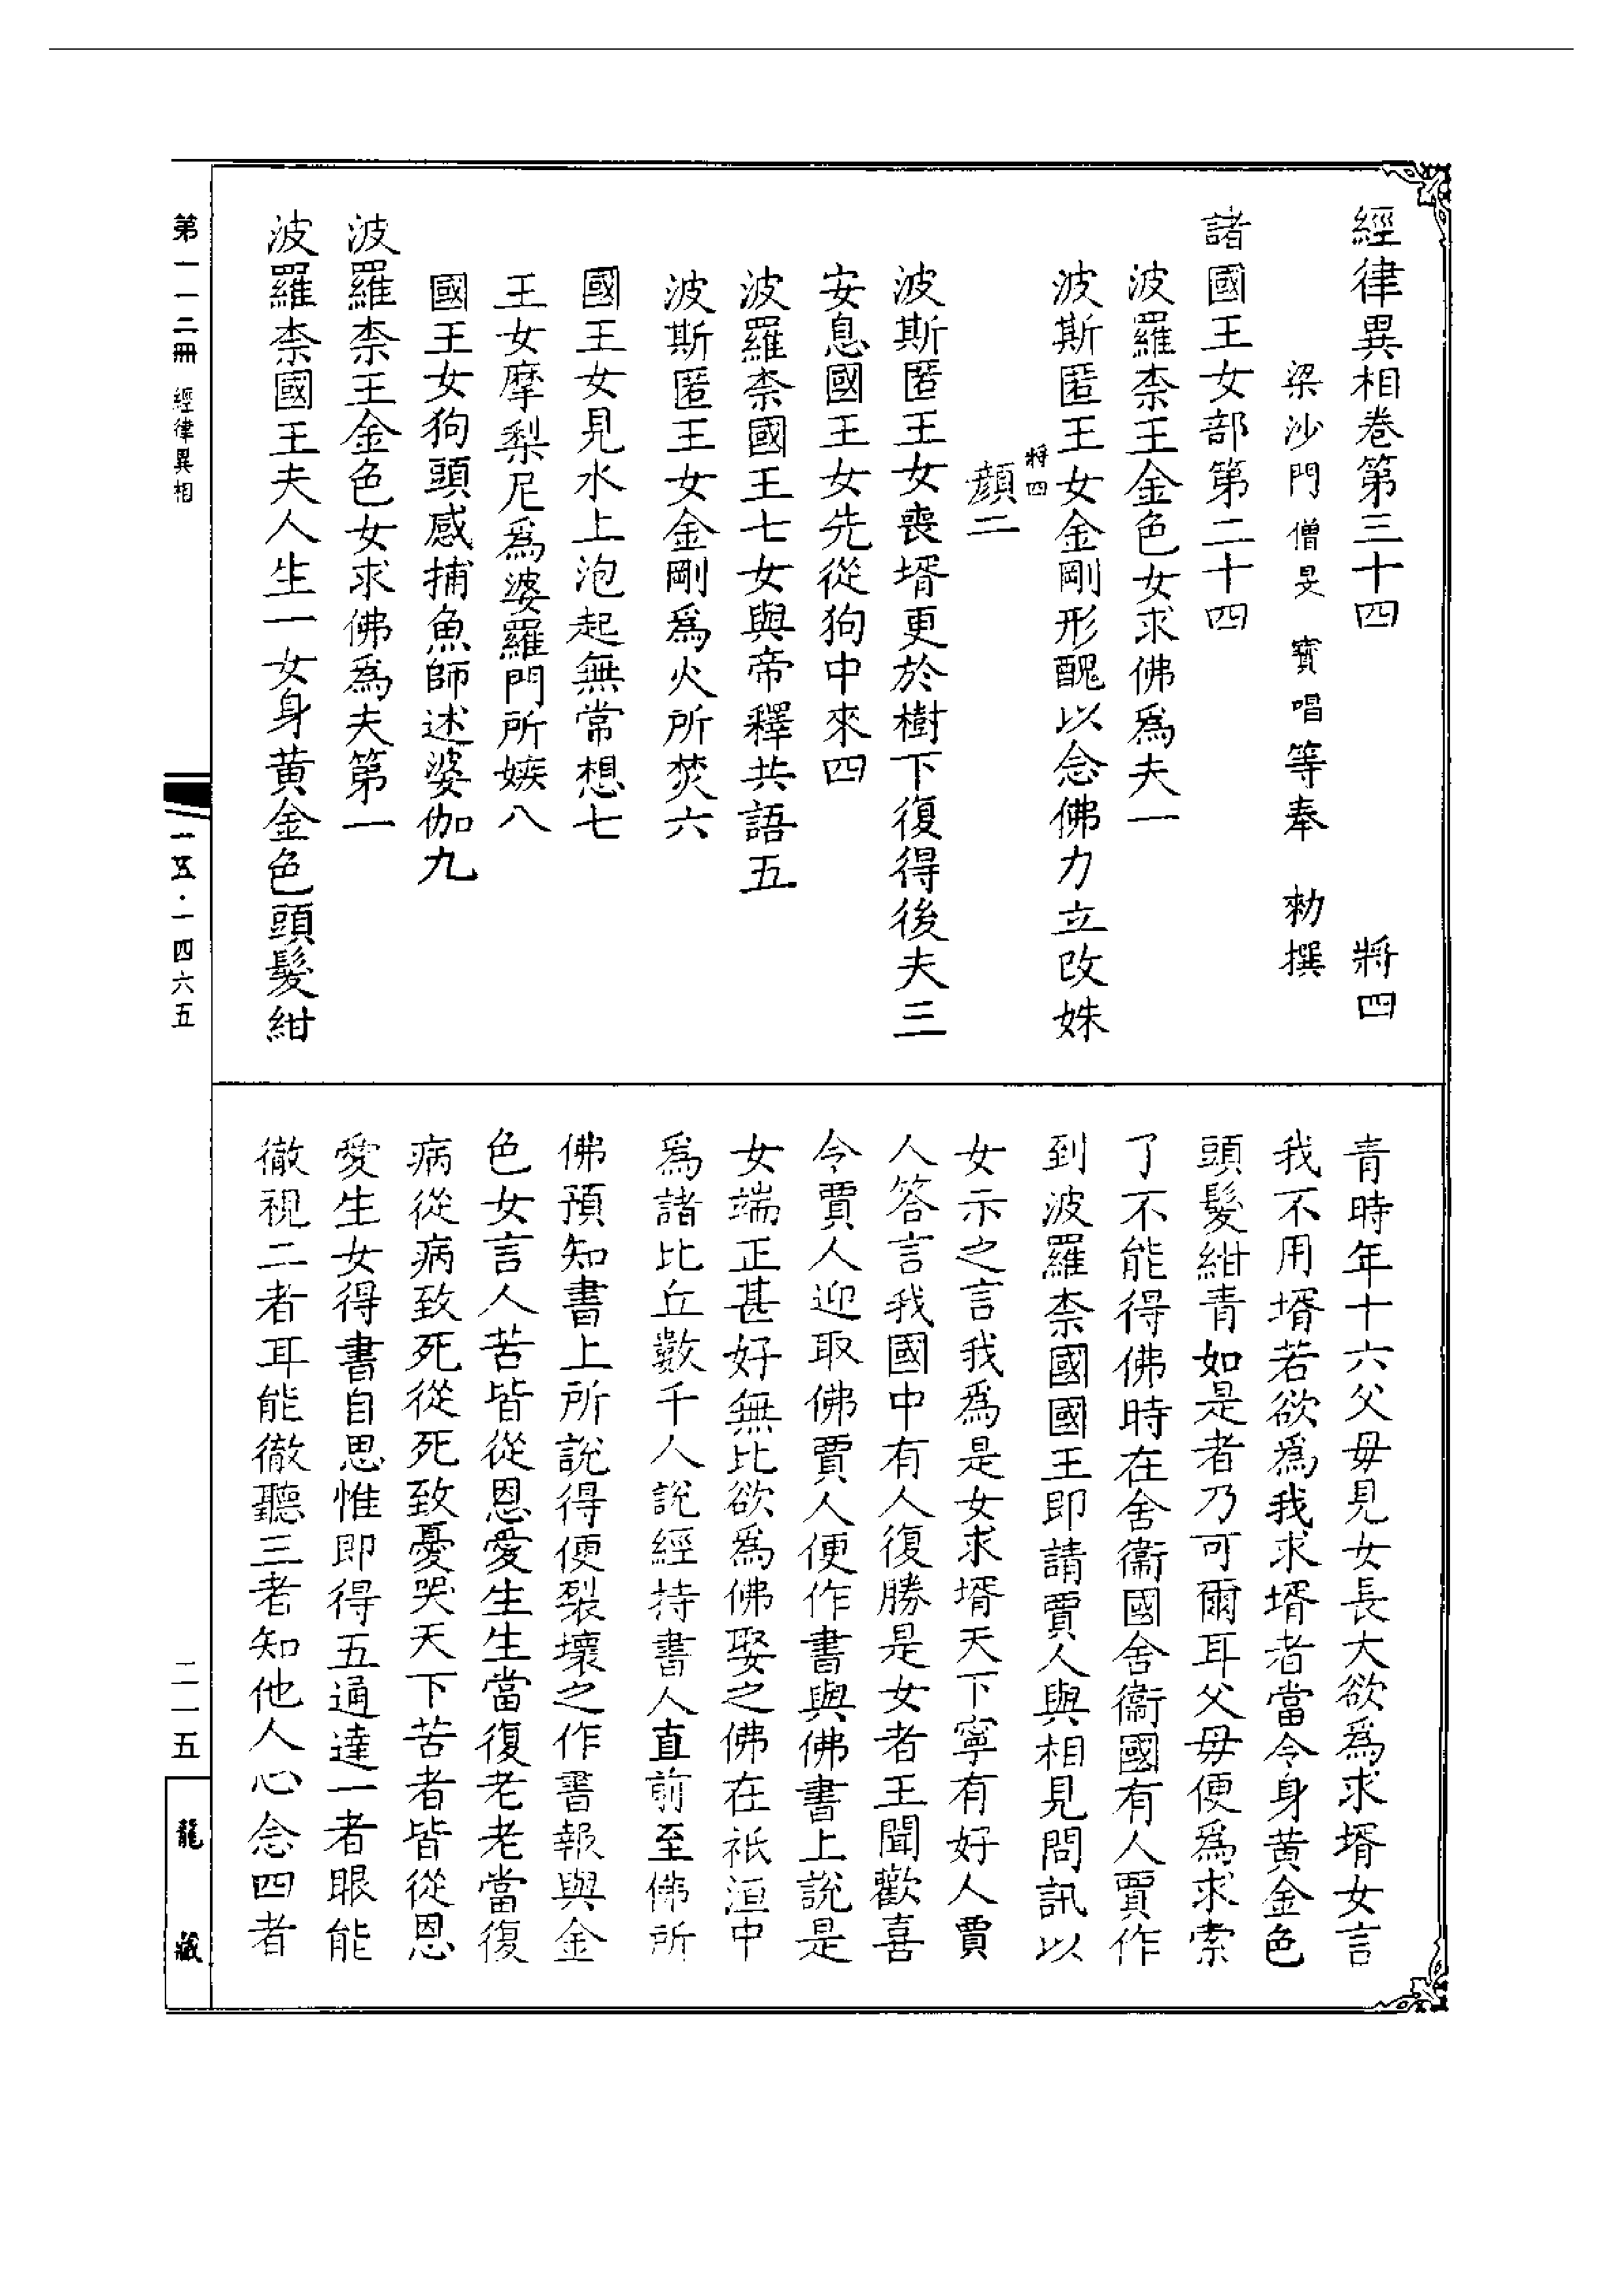 經律異相卷第三十四　將四
梁沙門僧旻寶唱等奉　勅撰
諸國王女部第二十四
波羅柰王金色女求佛為夫一
波斯匿王女金剛形醜以念佛力立改姝
將四
顏二
波斯匿王女喪壻更於樹下復得後夫三
安息國王女先從狗中來四
波羅柰國王七女與帝釋共語五
波斯匿王女金剛為火所焚六
國王女見水上泡起無常想七
王女摩梨尼為婆羅門所嫉八
國王女狗頭感捕魚師述婆伽九
波羅柰王金色女求佛為夫第一
波羅柰國王夫人生一女身黃金色頭髮紺
青時年十六父母見女長大欲為求壻女言
我不用壻若欲為我求壻者當令身黃金色
頭髮紺青如是者乃可爾耳父母便為求索
了不能得佛時在舍衞國舍衞國有人賈作
到波羅柰國國王即請賈人與相見問訊以
女示之言我為是女求壻天下寧有好人賈
人答言我國中有人復勝是女者王聞歡喜
令賈人迎取佛賈人便作書與佛書上說是
女端正甚好無比欲為佛娶之佛在祇洹中
為諸比丘數千人說經持書人直前至佛所
佛預知書上所說得便裂壞之作書報與金
色女言人苦皆從恩愛生生當復老老當復
病從病致死從死致憂哭天下苦者皆從恩
愛生女得書自思惟即得五通達一者眼能
徹視二者耳能徹聽三者知他人心念四者
第一一二冊　經律異相
一五·一四六五
二一五
龍藏